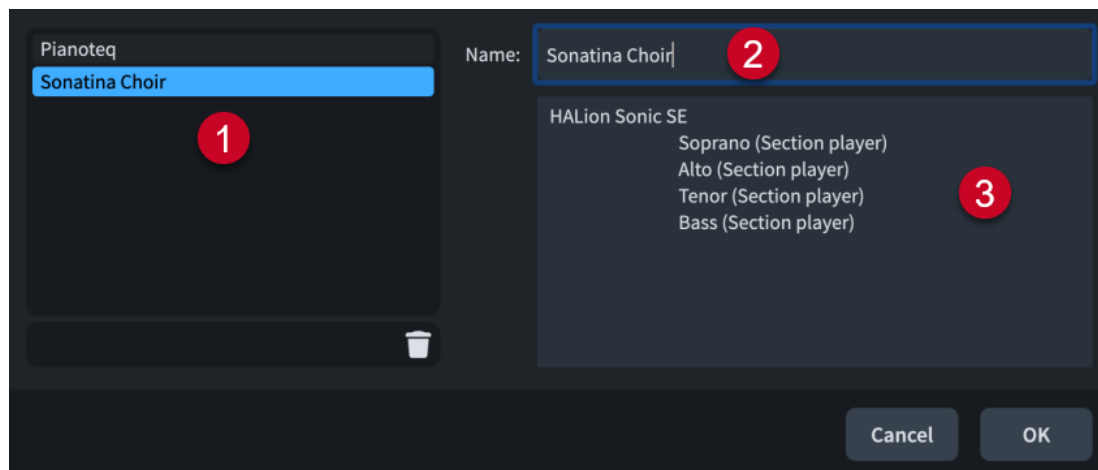 Pianoteq
Sonatina Choir
1
Name:
Sonatina Choir
2
HALion Sonic SE
Soprano (Section player)
Alto (Section player)
Tenor (Section player)
Bass (Section player)
3
Cancel
OK